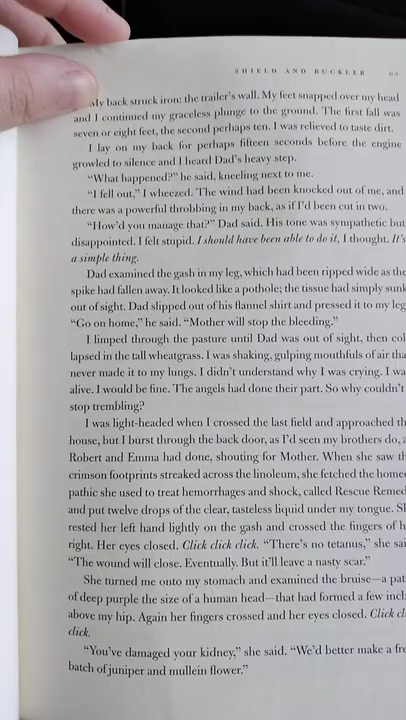 SHIELD AND BUCKLER
My back struck iron: the trailer's wall. My feet snapped over my head
and I continued my graceless plunge to the ground. The first fall was
seven or eight feet, the second perhaps ten. I was relieved to taste dirt.
I lay on my back for perhaps fifteen seconds before the engine
growled to silence and I heard Dad's heavy step.
“What happened?” he said, kneeling next to me.
“I fell out,” I wheezed. The wind had been knocked out of me, and
there was a powerful throbbing in my back, as if I'd been cut in two.
“How'd you manage that?” Dad said. His tone was sympathetic but
disappointed. I felt stupid. I should have been able to do it, I thought. It's
a simple thing.
Dad examined the gash in my leg, which had been ripped wide as the
spike had fallen away. It looked like a pothole; the tissue had simply sunk
out of sight. Dad slipped out of his flannel shirt and pressed it to my leg
“Go on home,” he said. “Mother will stop the bleeding.”
I limped through the pasture until Dad was out of sight, then col
lapsed in the tall wheatgrass. I was shaking, gulping mouthfuls of air tha
never made it to my lungs. I didn't understand why I was crying. I wa
alive. I would be fine. The angels had done their part. So why couldn't
stop trembling?
I was light-headed when I crossed the last field and approached th
house, but I burst through the back door, as I'd seen my brothers do, a
Robert and Emma had done, shouting for Mother. When she saw th
crimson footprints streaked across the linoleum, she fetched the homeo
pathic she used to treat hemorrhages and shock, called Rescue Remed
and put twelve drops of the clear, tasteless liquid under my tongue. Sh
rested her left hand lightly on the gash and crossed the fingers of h
right. Her eyes closed. Click click click. “There's no tetanus,” she sai
“The wound will close. Eventually. But it'll leave a nasty scar.”
She turned me onto my stomach and examined the bruise—a pat
of deep purple the size of a human head—that had formed a few inch
above my hip. Again her fingers crossed and her eyes closed. Click cl
click.
“You've damaged your kidney,” she said. “We'd better make a fre
batch of juniper and mullein flower.”